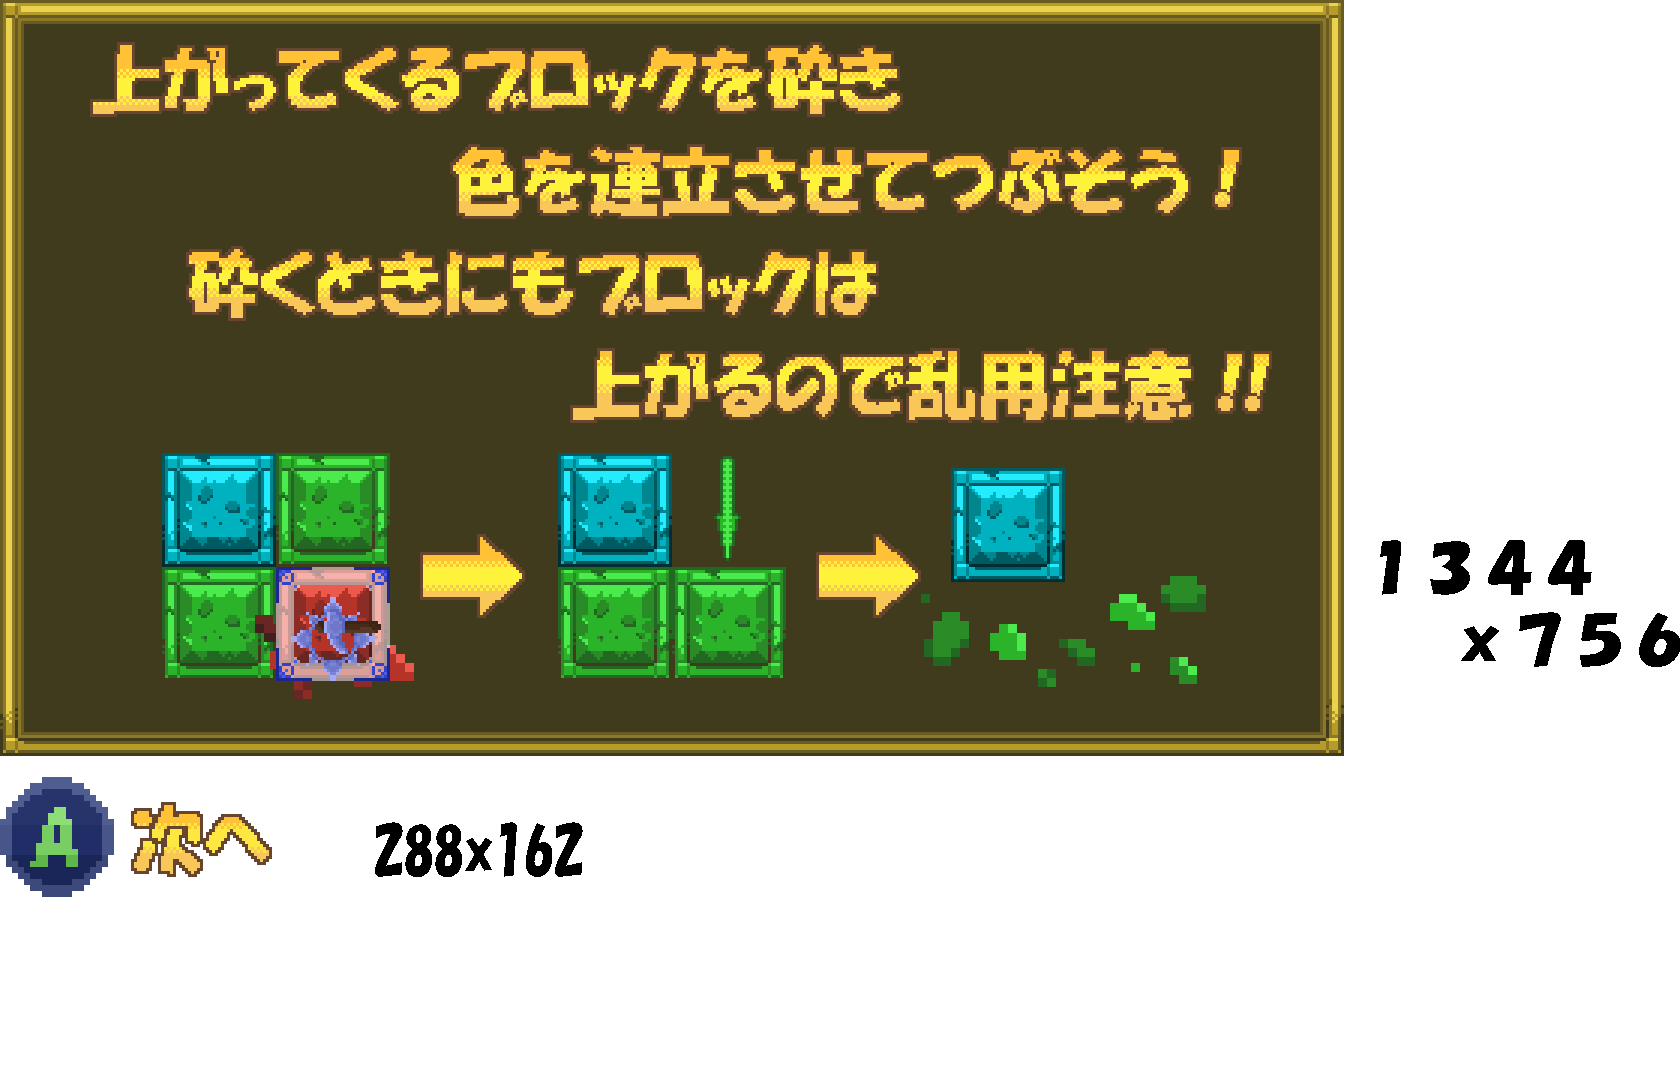 上がってくるブロックを砕き
色を連立させてつぶそう！
砕くときにもブロックは
上がるので乱用注意！！
1344
x756
A 次へ
288x162